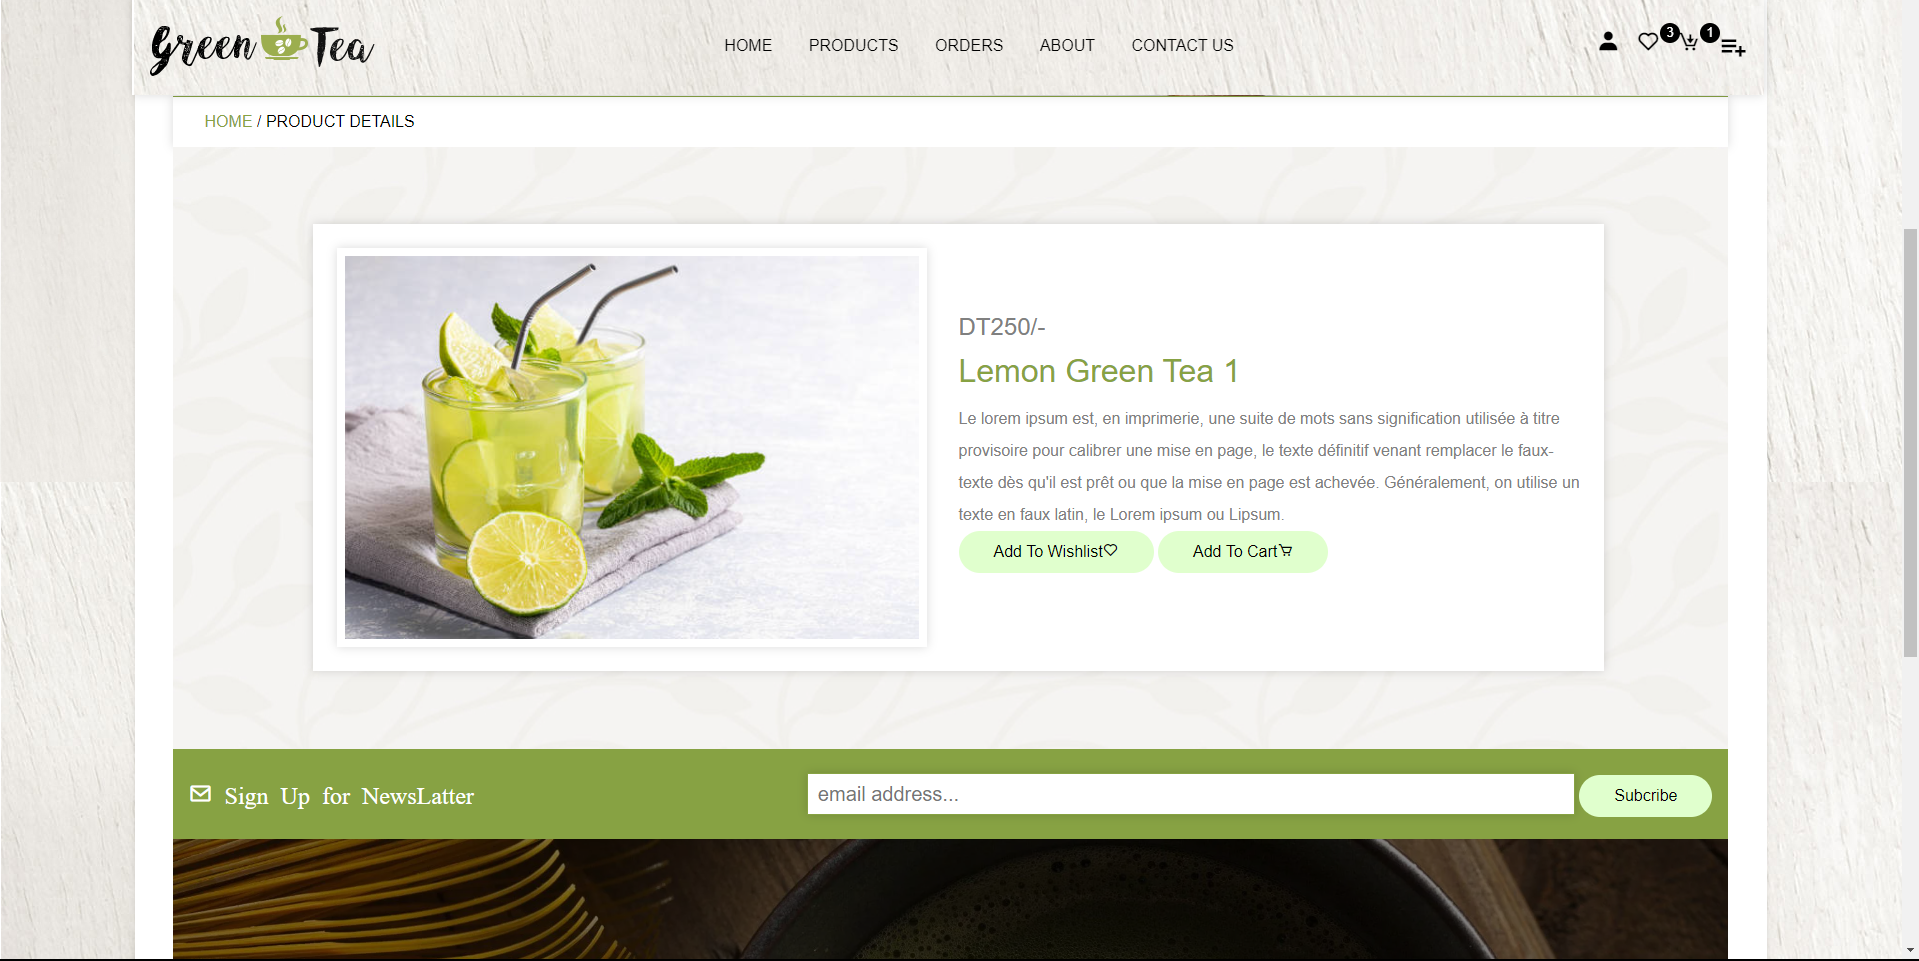 Green Tea
HOME PRODUCTS ORDERS ABOUT CONTACT US
3 1
HOME / PRODUCT DETAILS
DT250/-
Lemon Green Tea 1
Le lorem ipsum est, en imprimerie, une suite de mots sans signification utilisée à titre
provisoire pour calibrer une mise en page, le texte définitif venant remplacer le faux-
texte dès qu'il est prêt ou que la mise en page est achevée. Généralement, on utilise un
texte en faux latin, le Lorem ipsum ou Lipsum.
Add To Wishlist Add To Cart
Sign Up for NewsLatter email address... Subcribe